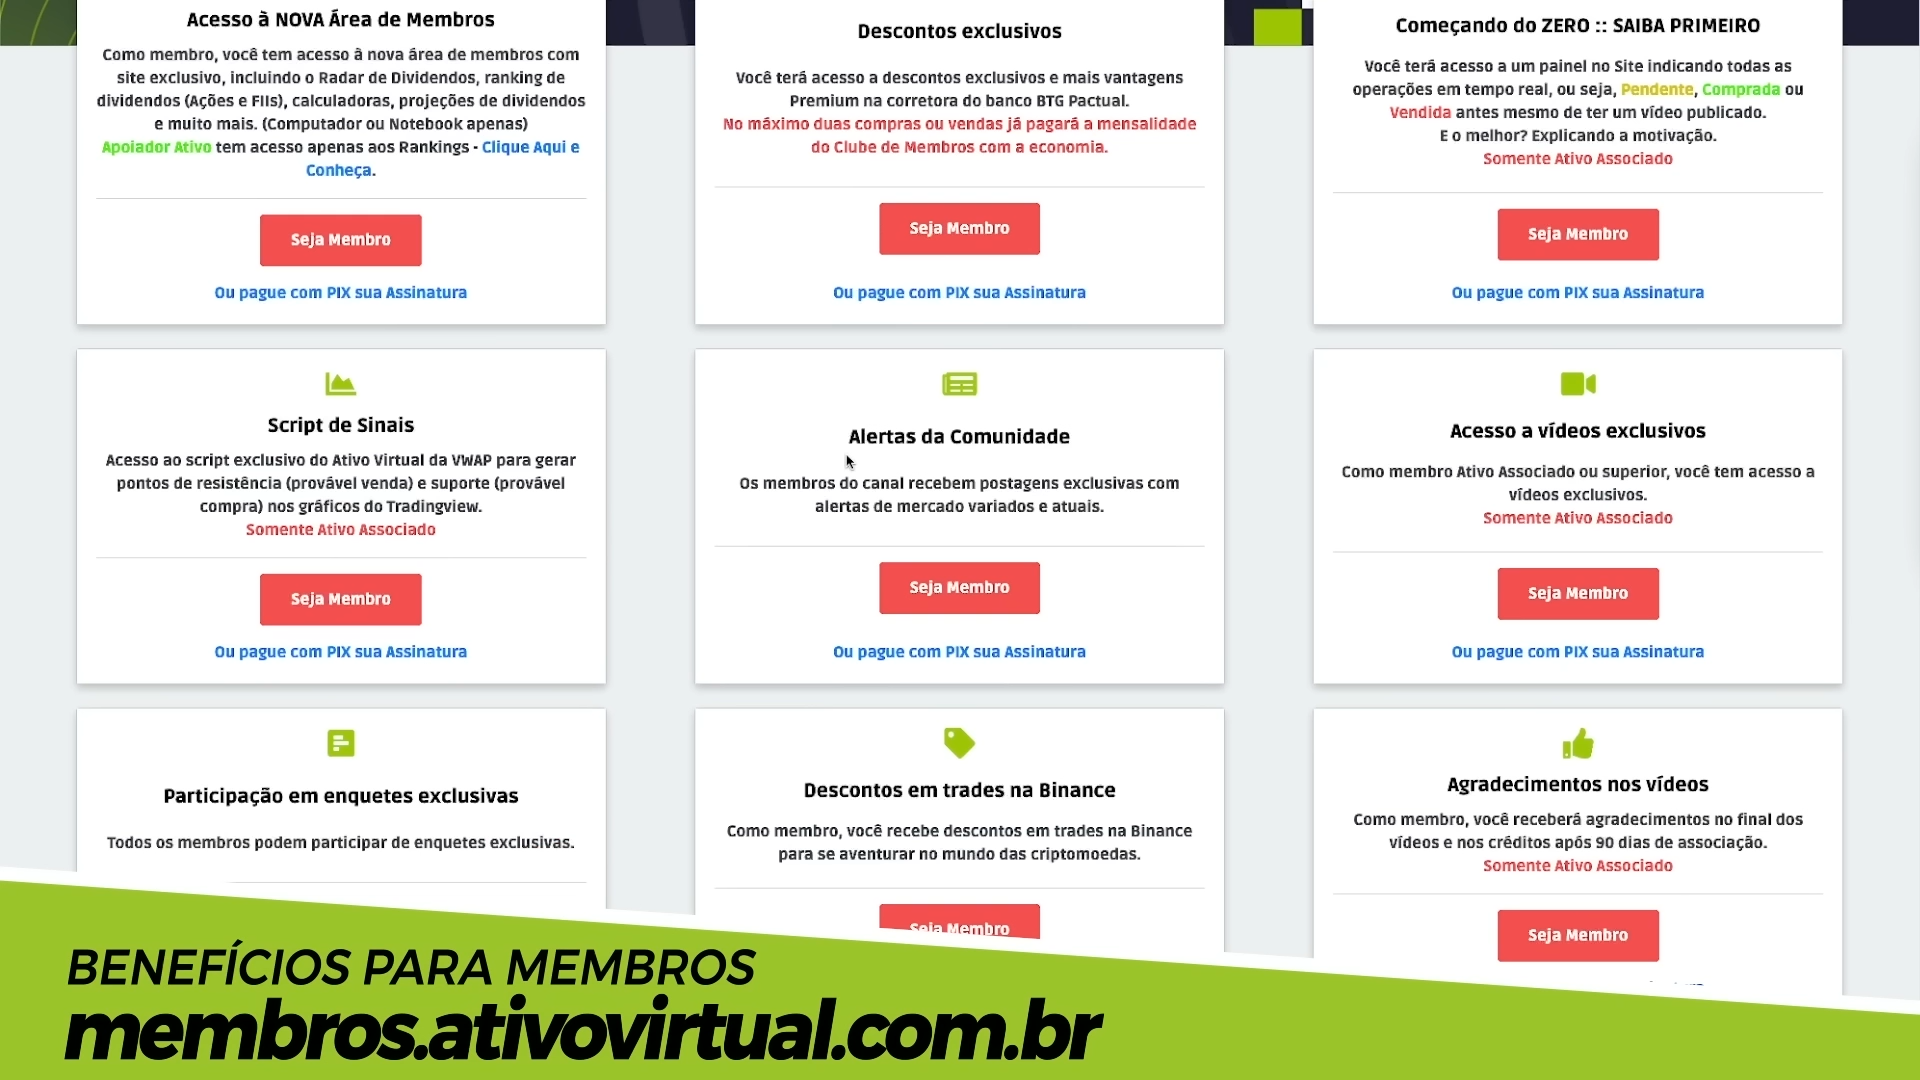 Acesso à NOVA Área de Membros
Como membro, você tem acesso à nova área de membros com
site exclusivo, incluindo o Radar de Dividendos, ranking de
dividendos (Ações e FIIs), calculadoras, projeções de dividendos
e muito mais. (Computador ou Notebook apenas)
Apoiador Ativo tem acesso apenas aos Rankings - Clique Aqui e
Conheça.
Seja Membro
Ou pague com PIX sua Assinatura
Descontos exclusivos
Você terá acesso a descontos exclusivos e mais vantagens
Premium na corretora do banco BTG Pactual.
No máximo duas compras ou vendas já pagará a mensalidade
do Clube de Membros com a economia.
Seja Membro
Ou pague com PIX sua Assinatura
Começando do ZERO :: SAIBA PRIMEIRO
Você terá acesso a um painel no Site indicando todas as
operações em tempo real, ou seja, Pendente, Comprada ou
Vendida antes mesmo de ter um vídeo publicado.
E o melhor? Explicando a motivação.
Somente Ativo Associado
Seja Membro
Ou pague com PIX sua Assinatura
Script de Sinais
Acesso ao script exclusivo do Ativo Virtual da VWAP para gerar
pontos de resistência (provável venda) e suporte (provável
compra) nos gráficos do Tradingview.
Somente Ativo Associado
Seja Membro
Ou pague com PIX sua Assinatura
Alertas da Comunidade
Os membros do canal recebem postagens exclusivas com
alertas de mercado variados e atuais.
Seja Membro
Ou pague com PIX sua Assinatura
Acesso a vídeos exclusivos
Como membro Ativo Associado ou superior, você tem acesso a
vídeos exclusivos.
Somente Ativo Associado
Seja Membro
Ou pague com PIX sua Assinatura
Participação em enquetes exclusivas
Todos os membros podem participar de enquetes exclusivas.
Descontos em trades na Binance
Como membro, você recebe descontos em trades na Binance
para se aventurar no mundo das criptomoedas.
Seja Membro
Agradecimentos nos vídeos
Como membro, você receberá agradecimentos no final dos
vídeos e nos créditos após 90 dias de associação.
Somente Ativo Associado
Seja Membro
BENEFÍCIOS PARA MEMBROS
membros.ativovirtual.com.br